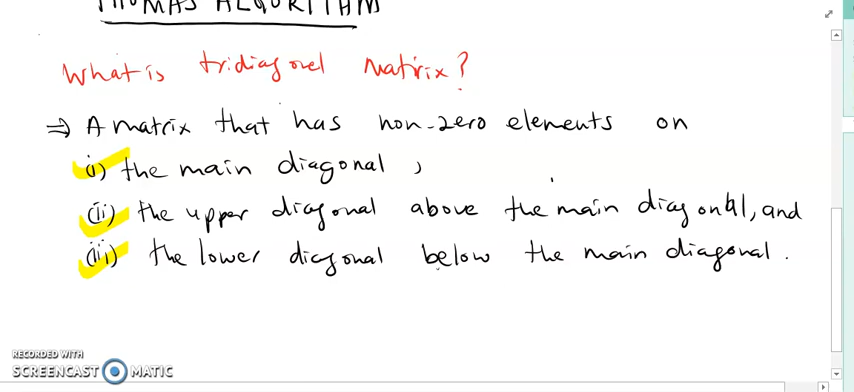 THOMAS ALGORITHM
What is tridiagonal matrix?
⇒ A matrix that has non-zero elements on
(i) the main diagonal,
(ii) the upper diagonal above the main diagonal, and
(iii) the lower diagonal below the main diagonal.
RECORDED WITH
SCREENCAST MATIC